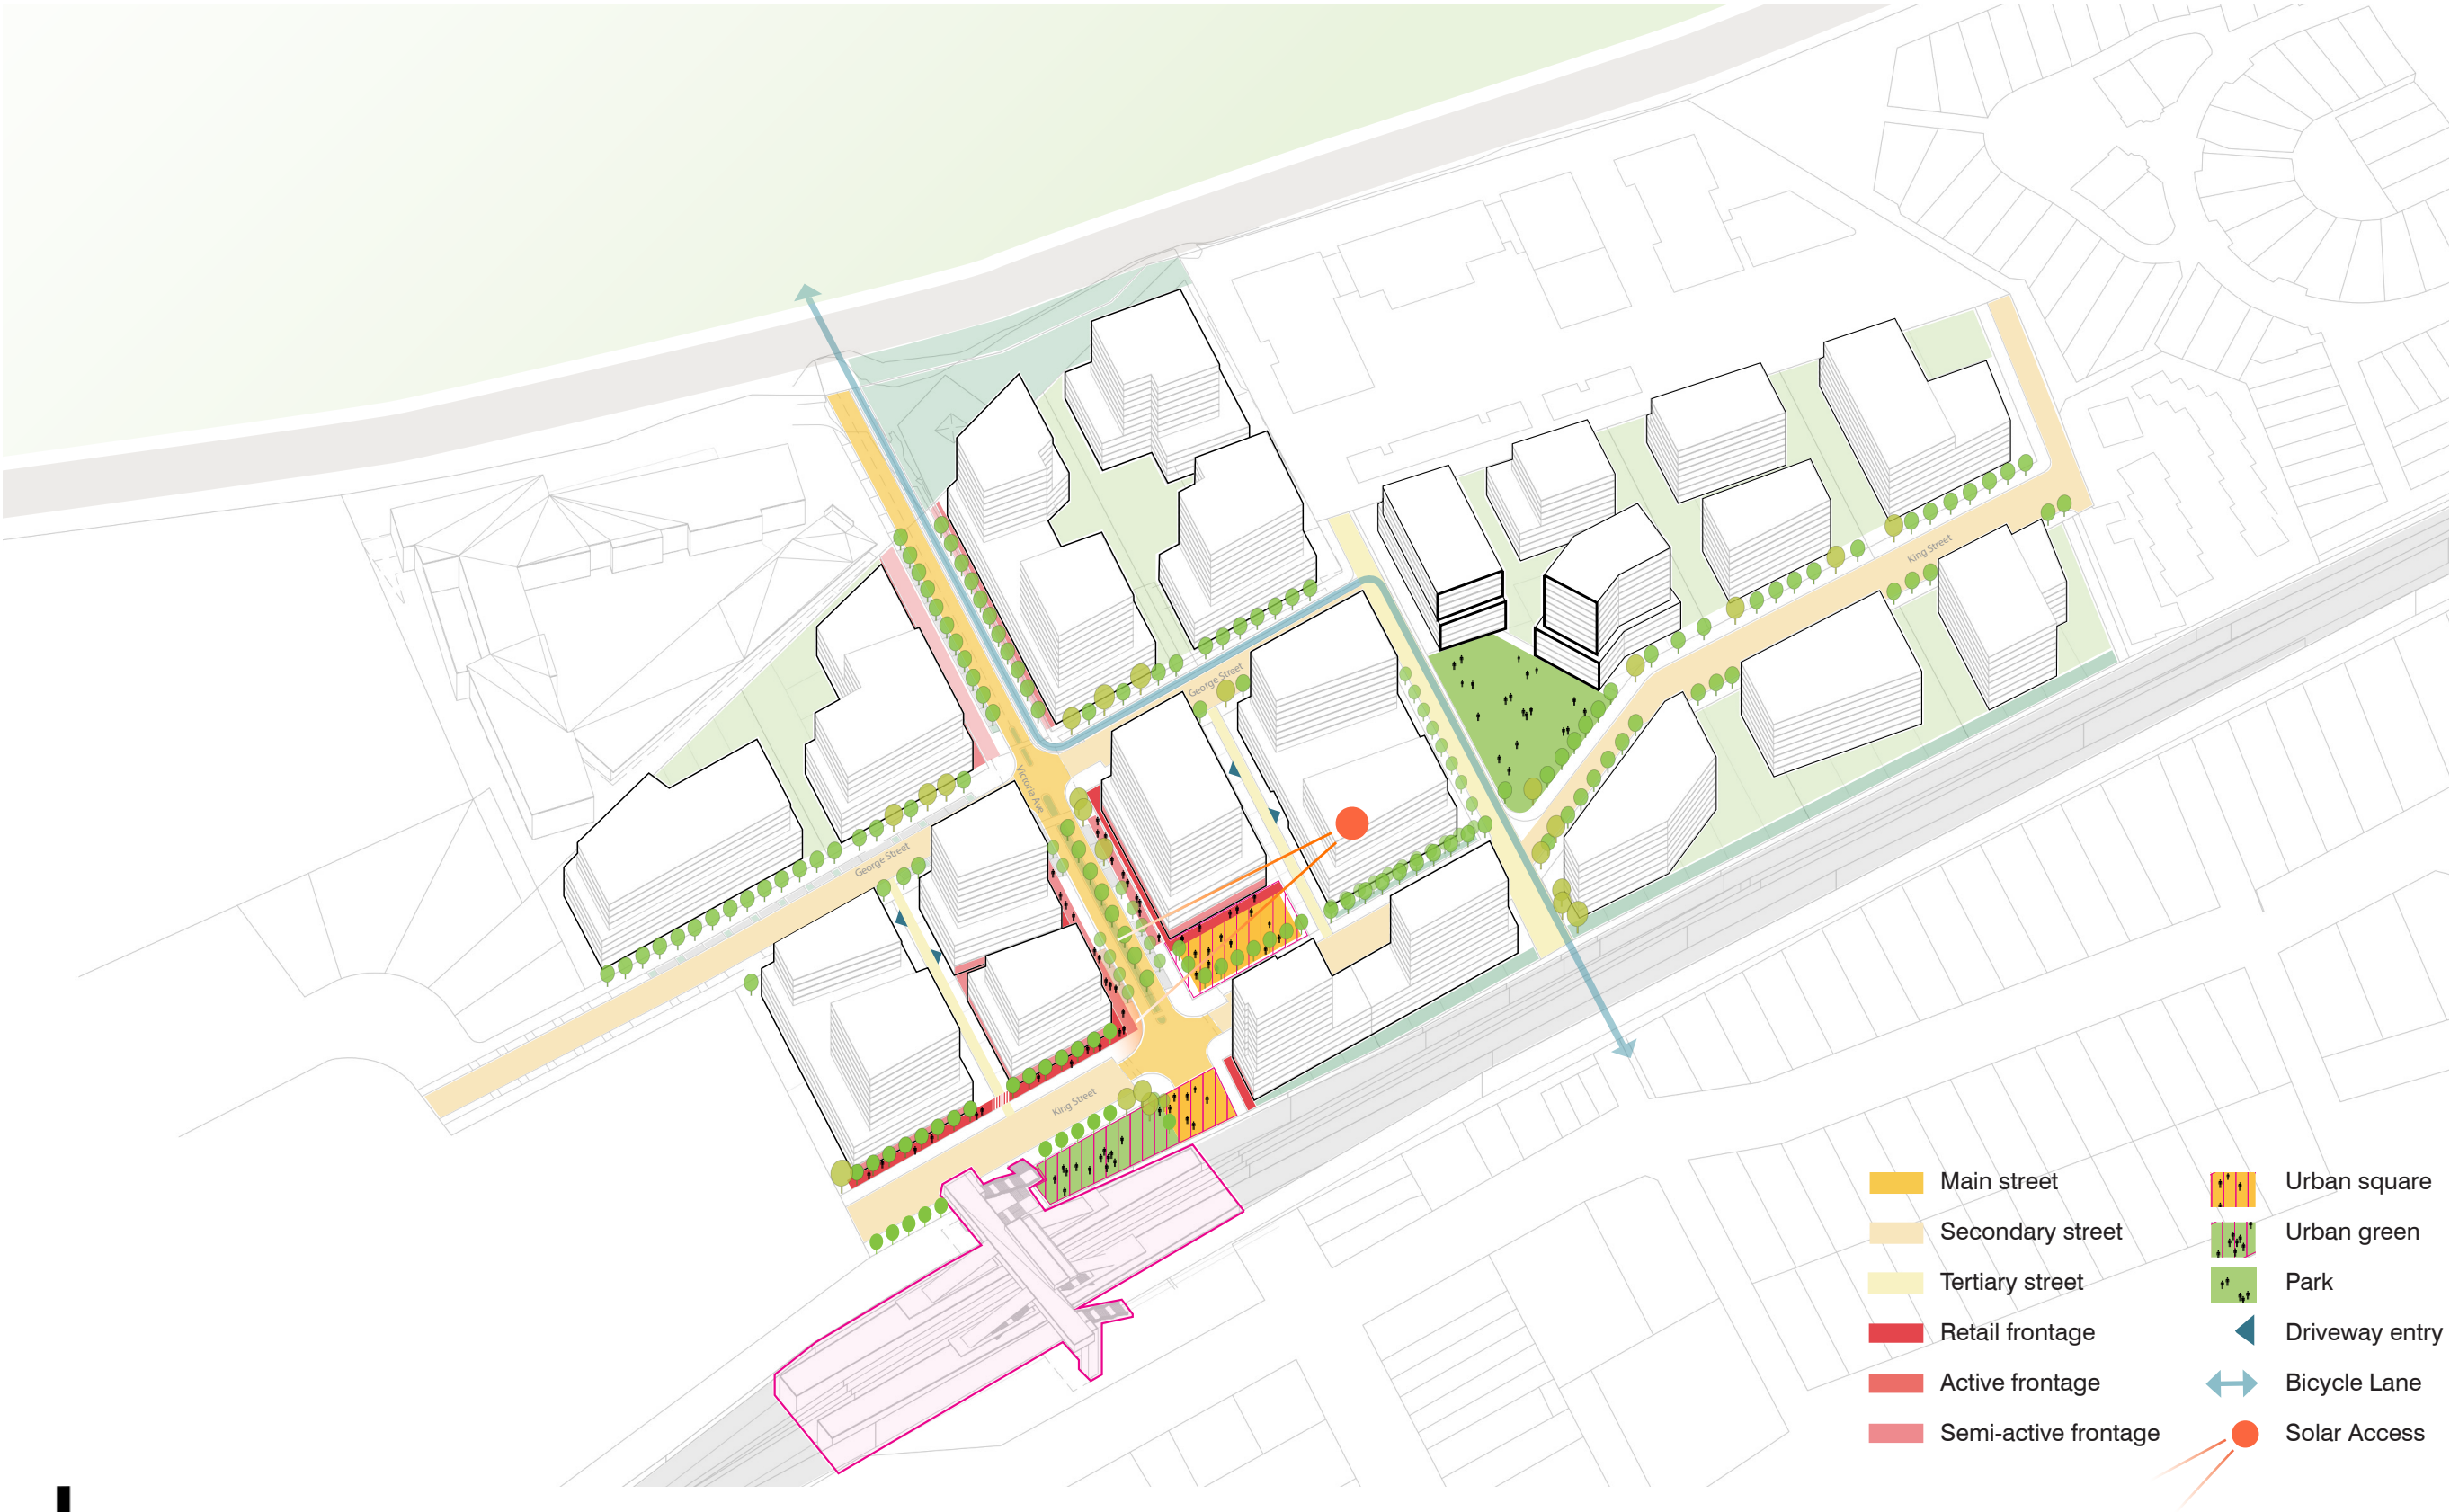 King Street
George Street
Victoria Ave
George Street
King Street
Main street
Secondary street
Tertiary street
Retail frontage
Active frontage
Semi-active frontage
Urban square
Urban green
Park
Driveway entry
Bicycle Lane
Solar Access